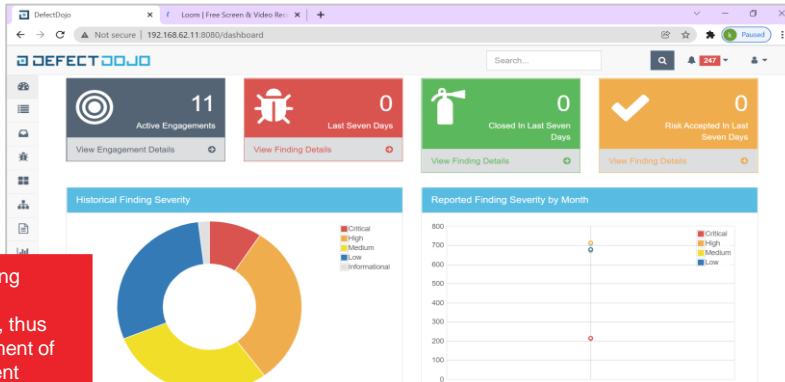 DefectDojo
Loom | Free Screen & Video Rec
Not secure | 192.168.62.11:8080/dashboard
Paused
DEFECTDOJO
Search...
247
11
Active Engagements
View Engagement Details
0
Last Seven Days
View Finding Details
0
Closed In Last Seven
Days
View Finding Details
0
Risk Accepted In Last
Seven Days
View Finding Details
Historical Finding Severity
Critical
High
Medium
Low
Informational
Reported Finding Severity by Month
800
700
600
500
400
300
200
100
0
Critical
High
Medium
Low
ng
, thus
nent of
ent